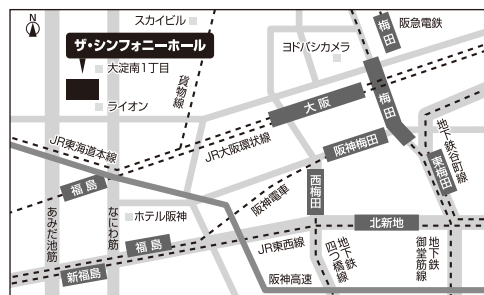 N
スカイビル
阪急電鉄
梅田
ザ・シンフォニーホール
ヨドバシカメラ
大淀南1丁目
貨物線
ライオン
大阪
梅田
地下鉄谷町線
JR東海道本線
JR大阪環状線
阪神梅田
東梅田
福島
西梅田
阪神電車
あみだ池筋
なにわ筋
ホテル阪神
北新地
福島
JR東西線
地下鉄
四つ橋線
地下鉄
御堂筋線
新福島
阪神高速